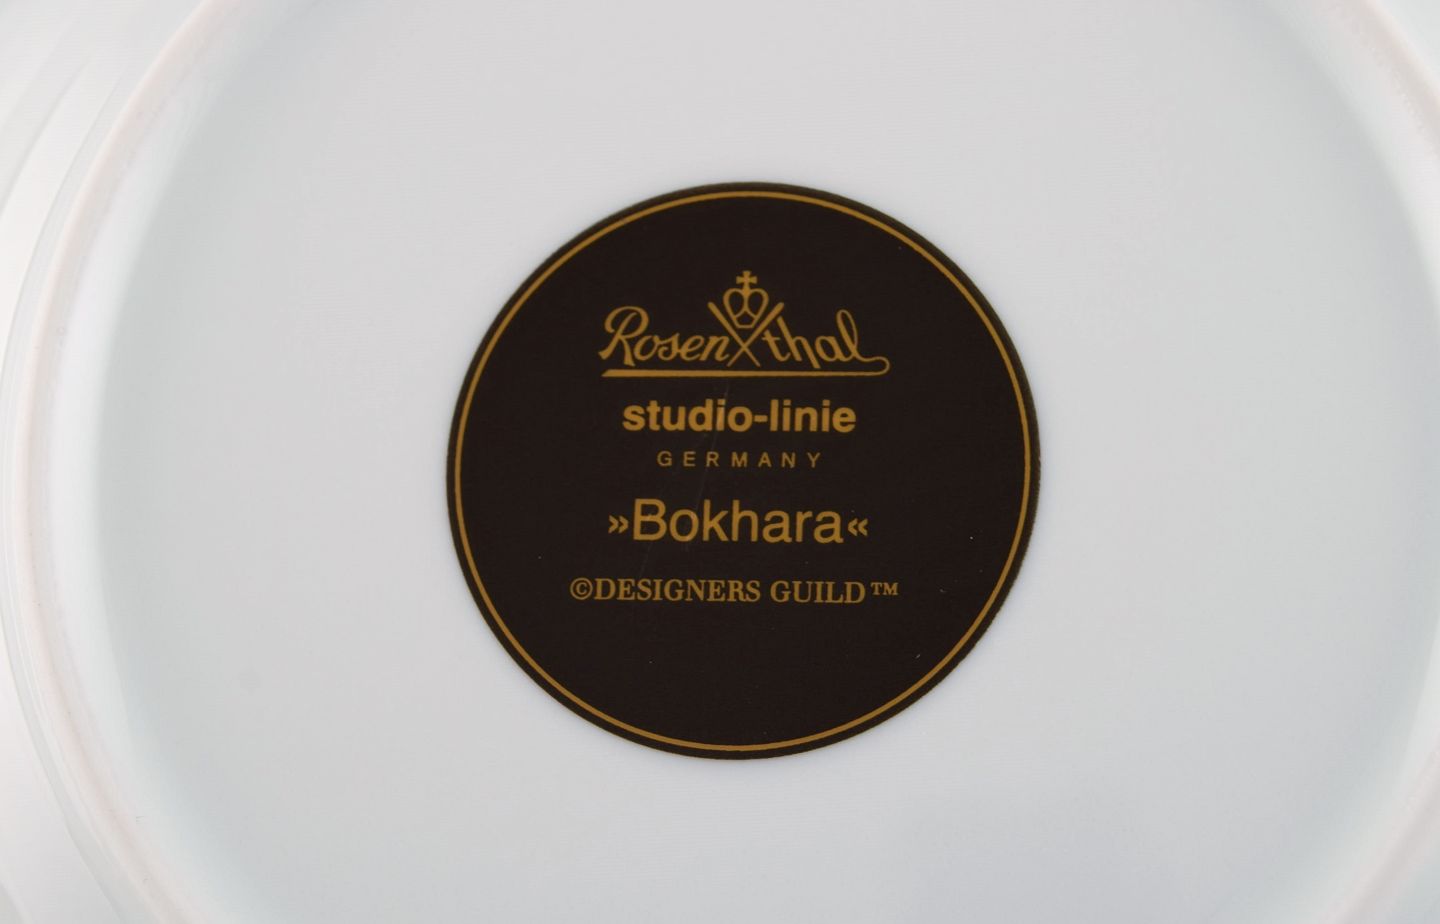 Rosenthal
studio-linie
GERMANY
»Bokhara«
©DESIGNERS GUILD™